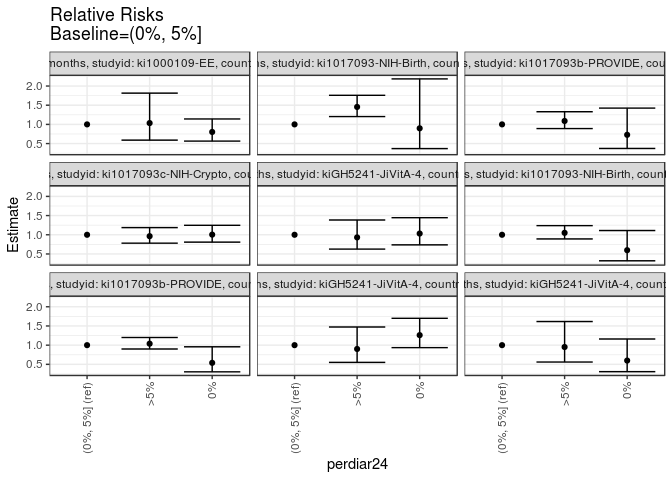 Relative Risks
Baseline=(0%, 5%]
months, studyid: ki1000109-EE, count
s, studyid: ki1017093-NIH-Birth, coun
s, studyid: ki1017093b-PROVIDE, cou
s, studyid: ki1017093c-NIH-Crypto, co
ths, studyid: kiGH5241-JiVitA-4, count
s, studyid: ki1017093-NIH-Birth, coun
, studyid: ki1017093b-PROVIDE, coun
ns, studyid: kiGH5241-JiVitA-4, countr
ths, studyid: kiGH5241-JiVitA-4, count
2.0
1.5
1.0
0.5
2.0
1.5
1.0
0.5
2.0
1.5
1.0
0.5
Estimate
(0%, 5%] (ref)
>5%
0%
(0%, 5%] (ref)
>5%
0%
(0%, 5%] (ref)
>5%
0%
perdiar24